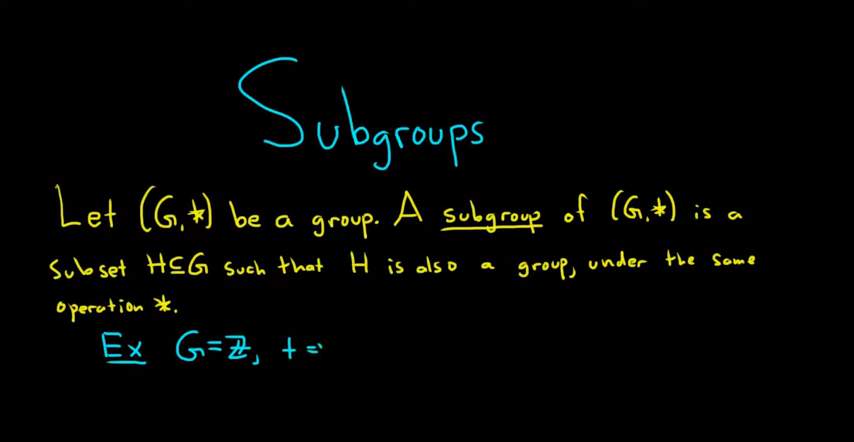 Subgroups
Let (G,*) be a group. A subgroup of (G,*) is a
subset H⊆G such that H is also a group, under the same
operation *.
Ex G=ℤ, + =